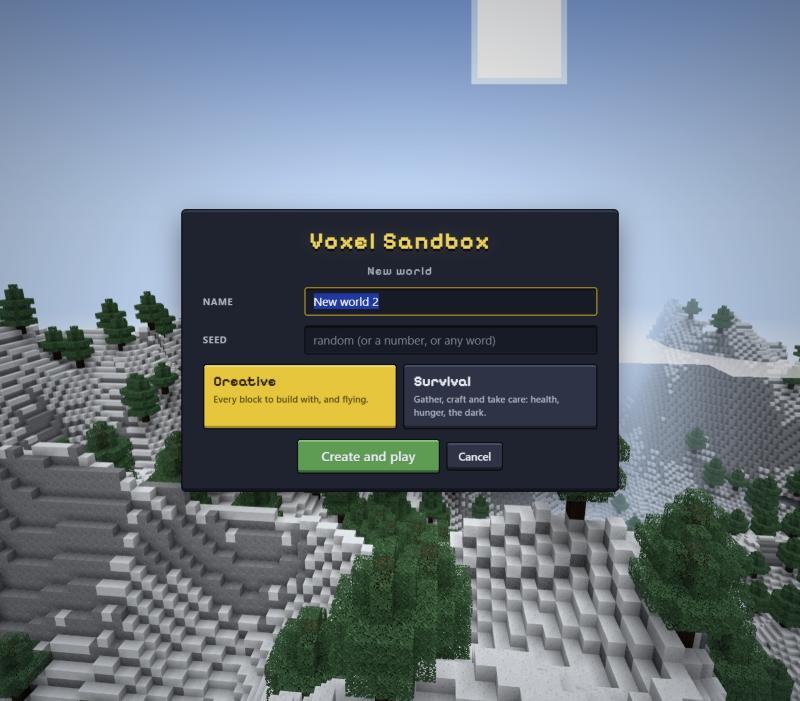 Voxel Sandbox
New world
NAME
New world 2
SEED
random (or a number, or any word)
Creative
Every block to build with, and flying.
Survival
Gather, craft and take care: health,
hunger, the dark.
Create and play
Cancel